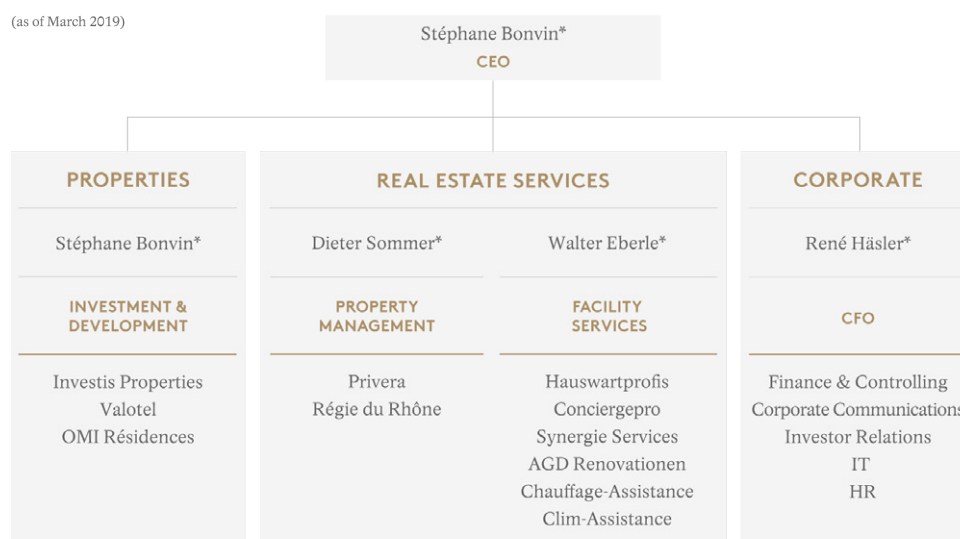 (as of March 2019)
Stéphane Bonvin*
CEO
PROPERTIES
Stéphane Bonvin*
INVESTMENT &
DEVELOPMENT
Investis Properties
Valotel
OMI Résidences
REAL ESTATE SERVICES
Dieter Sommer*
PROPERTY
MANAGEMENT
Privera
Régie du Rhône
Walter Eberle*
FACILITY
SERVICES
Hauswartprofis
Conciergepro
Synergie Services
AGD Renovationen
Chauffage-Assistance
Clim-Assistance
CORPORATE
René Häsler*
CFO
Finance & Controlling
Corporate Communications
Investor Relations
IT
HR